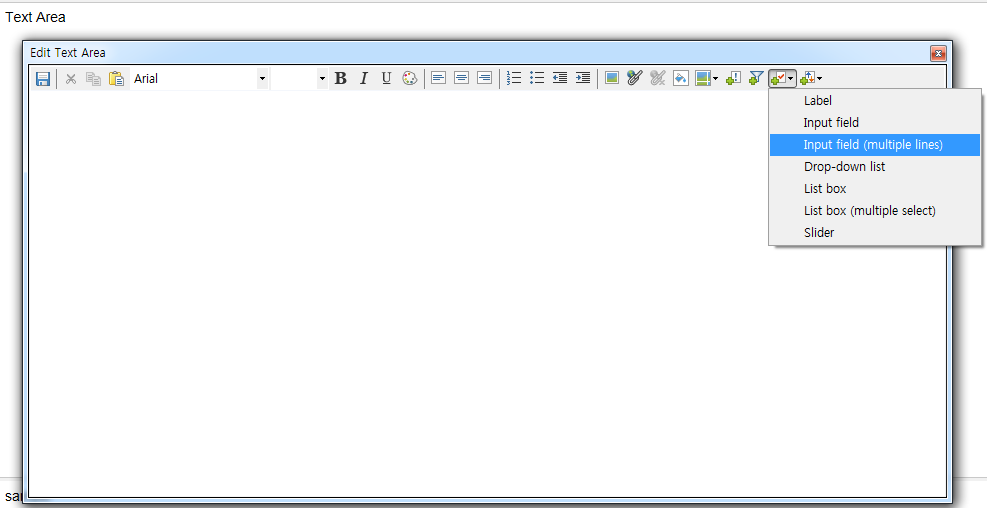 Text Area
Edit Text Area
Arial
B I U
Label
Input field
Input field (multiple lines)
Drop-down list
List box
List box (multiple select)
Slider